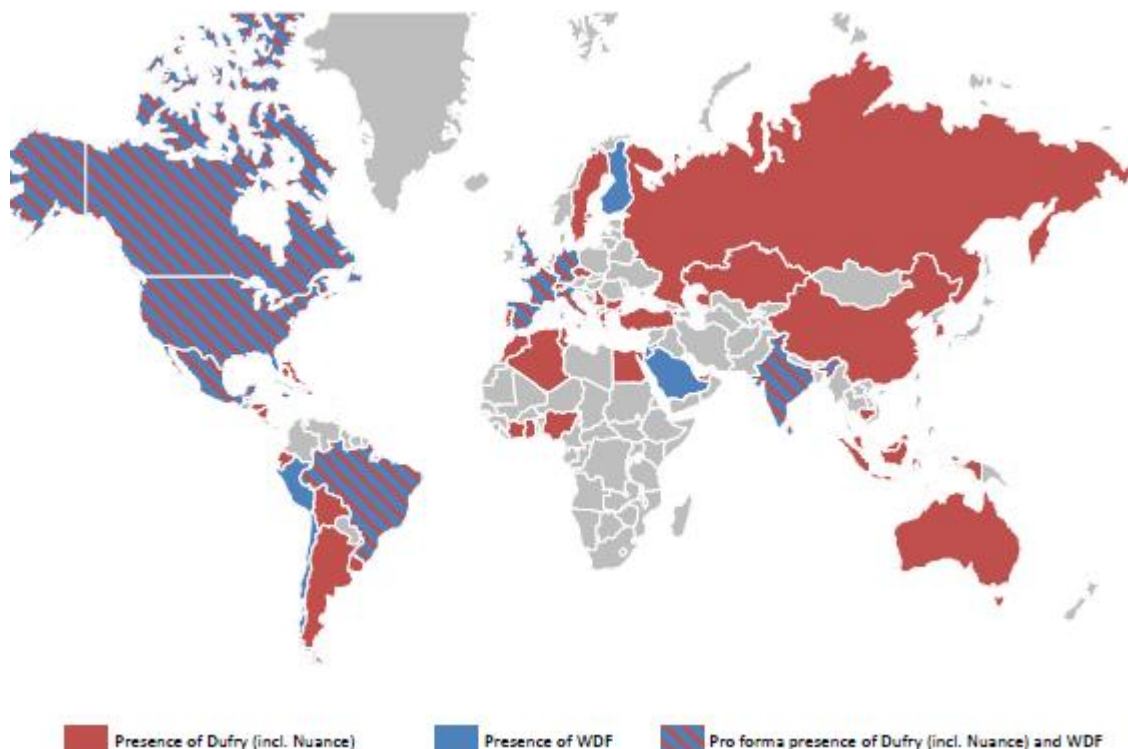 Presence of Dufry (incl. Nuance)
Presence of WDF
Pro forma presence of Dufry (incl. Nuance) and WDF